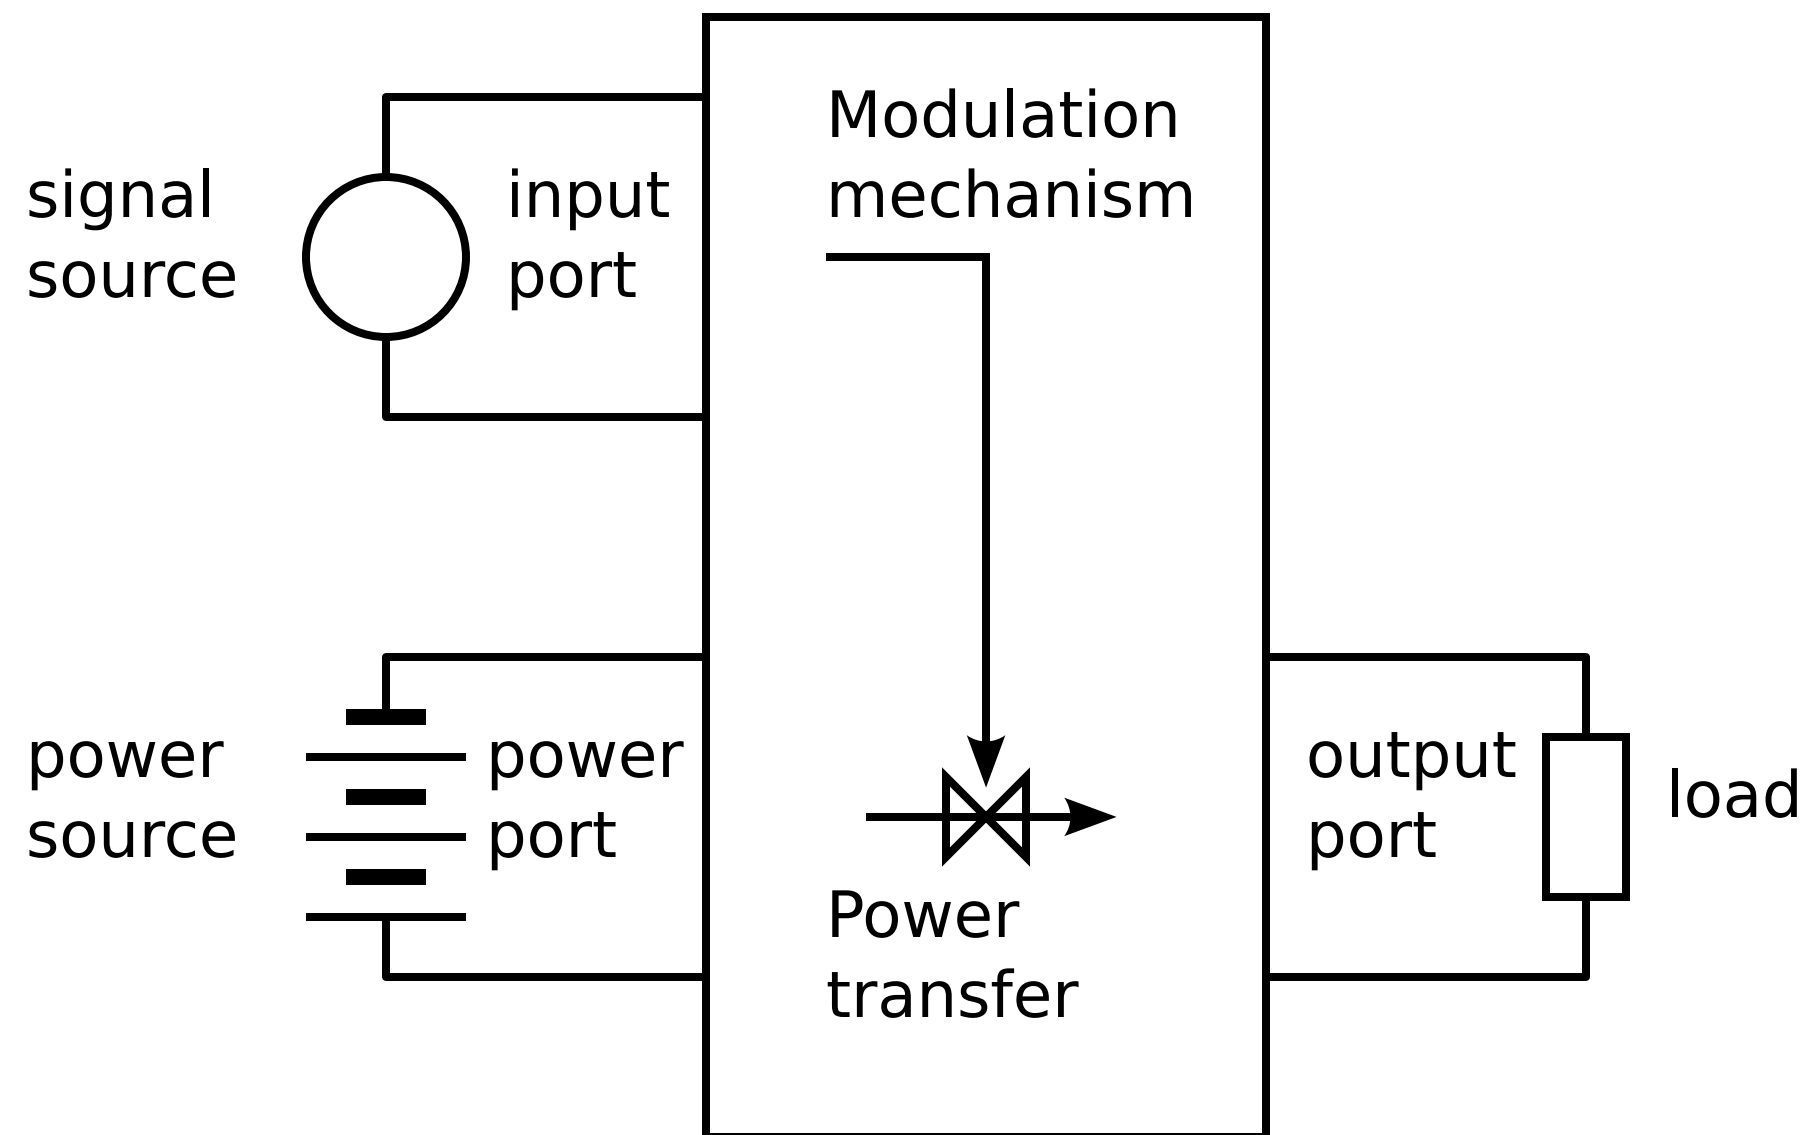 Modulation
mechanism
signal
source
input
port
power
source
power
port
output
port
load
Power
transfer